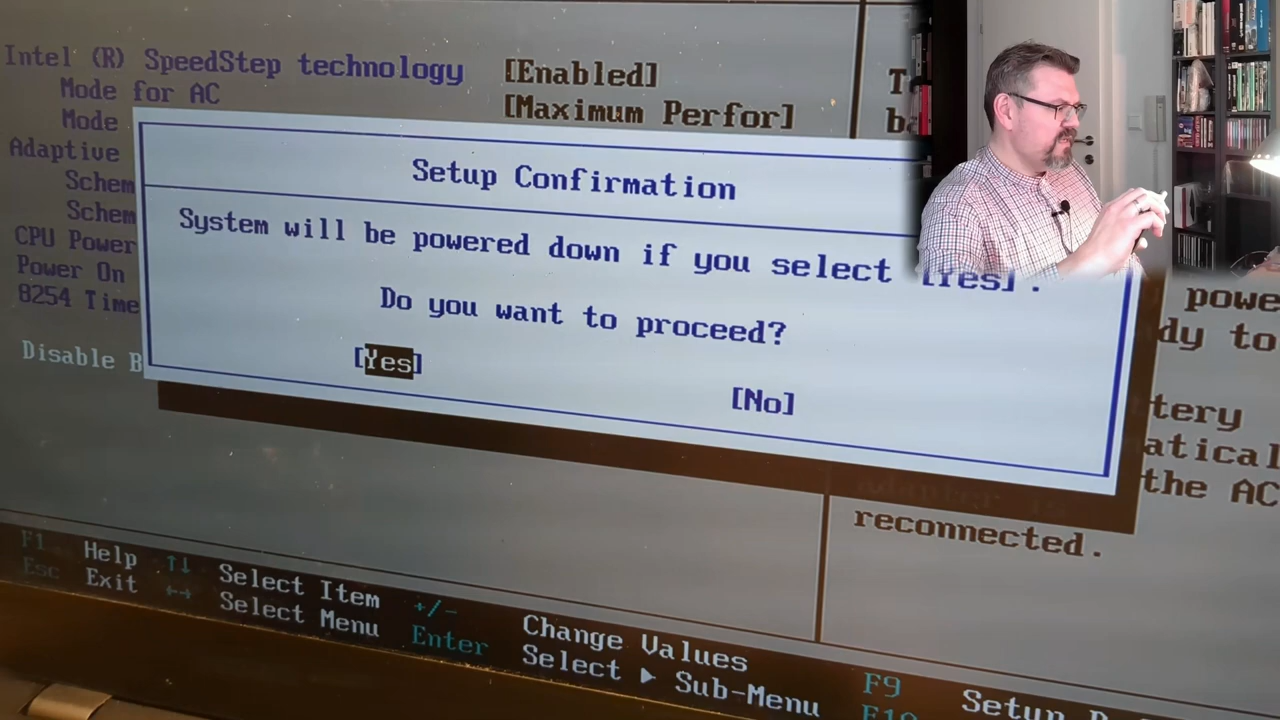 Intel (R) SpeedStep technology [Enabled]
Mode for AC [Maximum Perfor]
Mode
Adaptive
Schem
Schem
CPU Power
Power On
8254 Time
Disable B
Setup Confirmation
System will be powered down if you select [Yes].
Do you want to proceed?
[Yes] [No]
powe
dy to
tery
atical
the AC
adapter is
reconnected.
F1 Help ↑↓ Select Item +/- Change Values F9 Setup
Esc Exit ←→ Select Menu Enter Select ▶ Sub-Menu F10